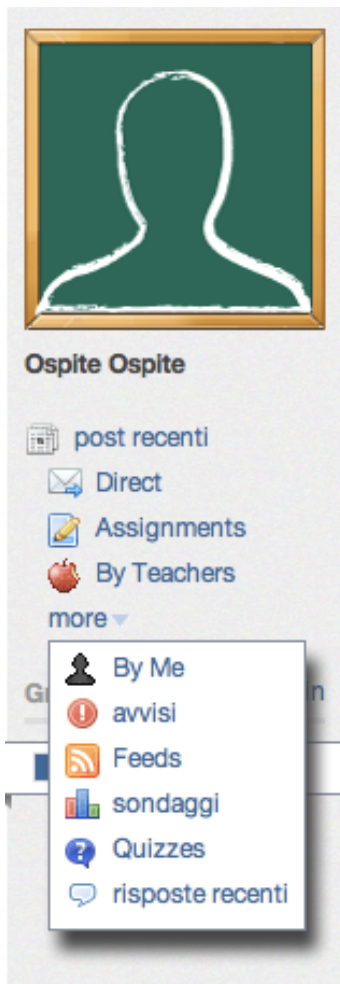 Ospite Ospite
post recenti
Direct
Assignments
By Teachers
more
By Me
avvisi
Feeds
sondaggi
Quizzes
risposte recenti